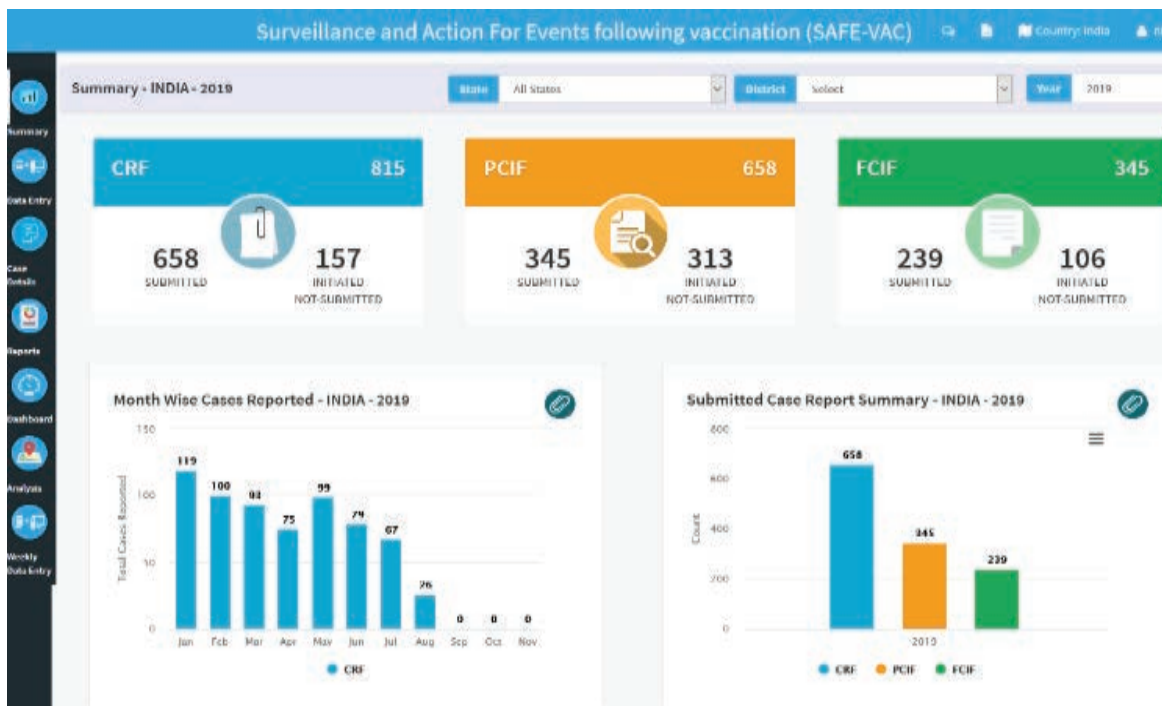 Surveillance and Action For Events following vaccination (SAFE-VAC)
Country: India
Summary - INDIA - 2019
State All States District Select Year 2019
Summary
Data Entry
Case
Details
Reports
Dashboard
Analysis
Weekly
Data Entry
CRF 815
658 157
SUBMITTED INITIATED
NOT-SUBMITTED
PCIF 658
345 313
SUBMITTED INITIATED
NOT-SUBMITTED
FCIF 345
239 106
SUBMITTED INITIATED
NOT-SUBMITTED
Month Wise Cases Reported - INDIA - 2019
Total Cases Reported
150
100
50
0
119 100 93 75 99 79 67 26 0 0 0
Jan Feb Mar Apr May Jun Jul Aug Sep Oct Nov
CRF
Submitted Case Report Summary - INDIA - 2019
Count
800
600
400
200
0
658
345
239
2019
CRF PCIF FCIF